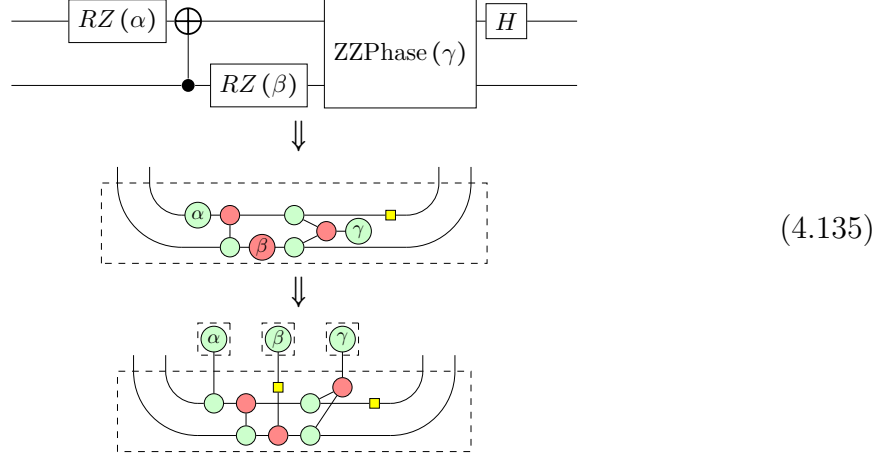 RZ (α)
H
ZZPhase (γ)
RZ (β)
⇓
α
γ
β
(4.135)
⇓
α β γ